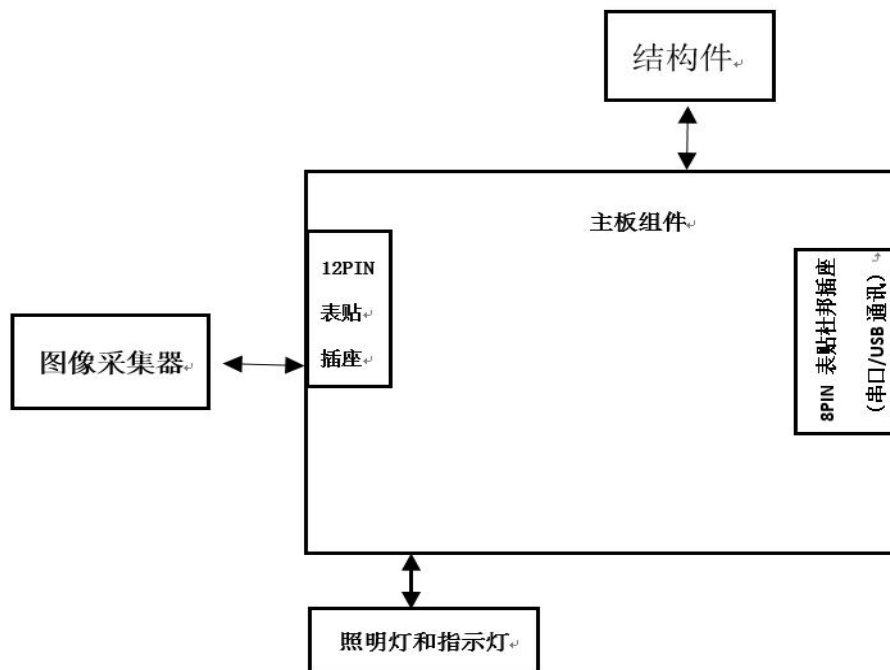 结构件
主板组件
12PIN
表贴
插座
8PIN 表贴杜邦插座
（串口/USB 通讯）
图像采集器
照明灯和指示灯